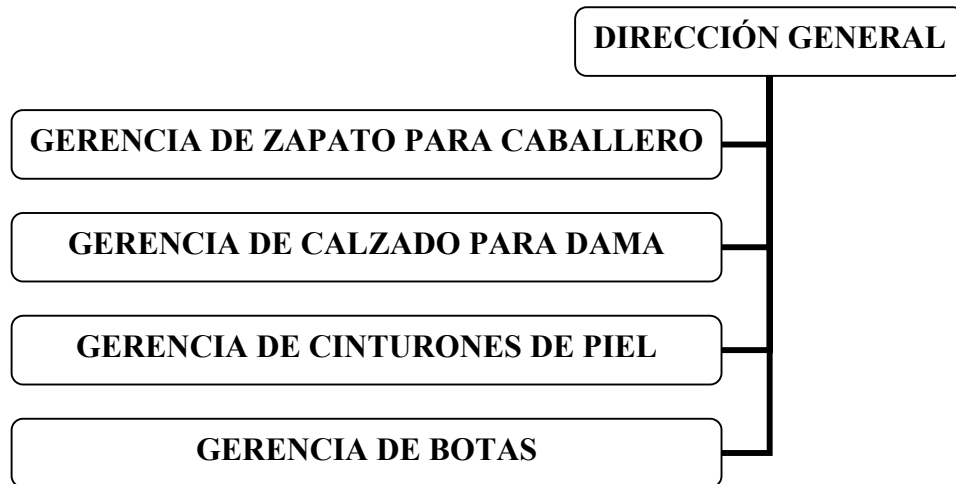 DIRECCIÓN GENERAL
GERENCIA DE ZAPATO PARA CABALLERO
GERENCIA DE CALZADO PARA DAMA
GERENCIA DE CINTURONES DE PIEL
GERENCIA DE BOTAS